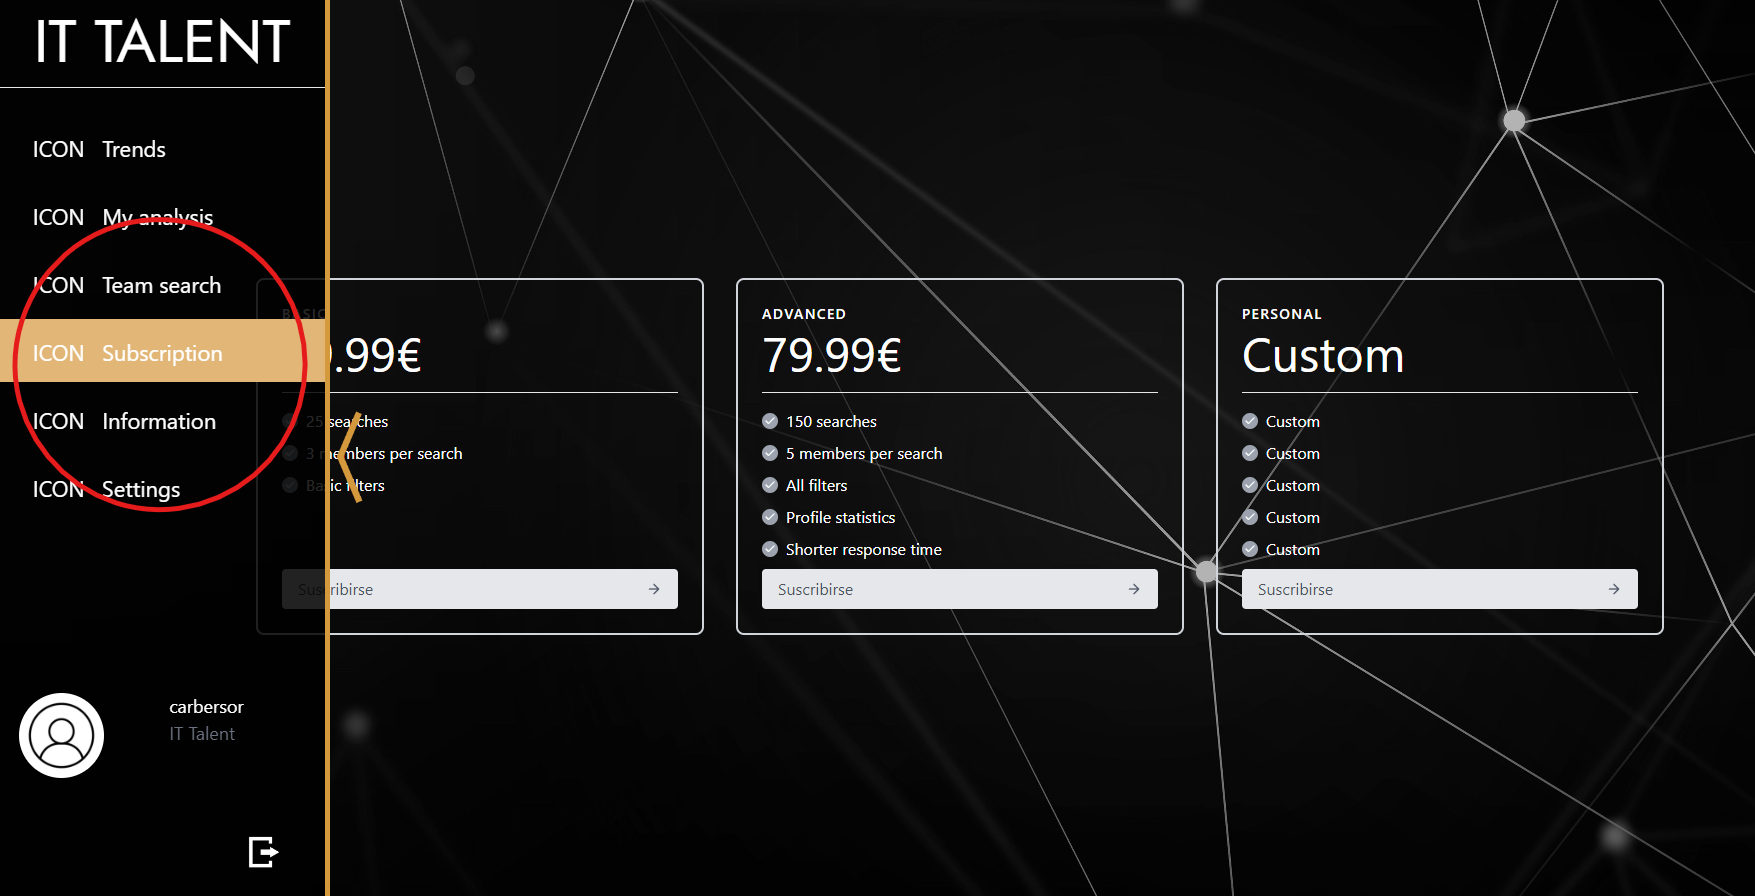 IT TALENT
ICON Trends
ICON My analysis
ICON Team search
ICON Subscription
ICON Information
ICON Settings
carbersor
IT Talent
BASIC
.99€
25 searches
3 members per search
Basic filters
Suscribirse
ADVANCED
79.99€
150 searches
5 members per search
All filters
Profile statistics
Shorter response time
Suscribirse
PERSONAL
Custom
Custom
Custom
Custom
Custom
Custom
Suscribirse